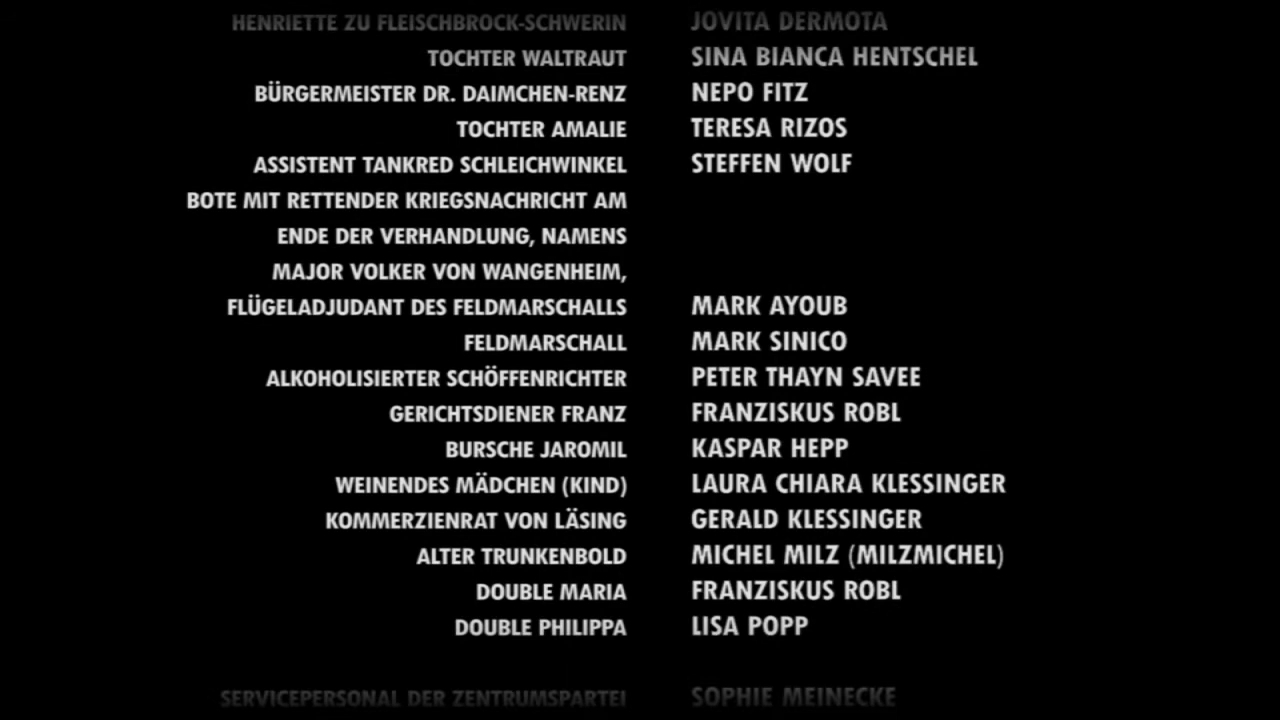 HENRIETTE ZU FLEISCHBROCK-SCHWERIN JOVITA DERMOTA
TOCHTER WALTRAUT SINA BIANCA HENTSCHEL
BÜRGERMEISTER DR. DAIMCHEN-RENZ NEPO FITZ
TOCHTER AMALIE TERESA RIZOS
ASSISTENT TANKRED SCHLEICHWINKEL STEFFEN WOLF
BOTE MIT RETTENDER KRIEGSNACHRICHT AM
ENDE DER VERHANDLUNG, NAMENS
MAJOR VOLKER VON WANGENHEIM,
FLÜGELADJUDANT DES FELDMARSCHALLS MARK AYOUB
FELDMARSCHALL MARK SINICO
ALKOHOLISIERTER SCHÖFFENRICHTER PETER THAYN SAVEE
GERICHTSDIENER FRANZ FRANZISKUS ROBL
BURSCHE JAROMIL KASPAR HEPP
WEINENDES MÄDCHEN (KIND) LAURA CHIARA KLESSINGER
KOMMERZIENRAT VON LÄSING GERALD KLESSINGER
ALTER TRUNKENBOLD MICHEL MILZ (MILZMICHEL)
DOUBLE MARIA FRANZISKUS ROBL
DOUBLE PHILIPPA LISA POPP
SERVICEPERSONAL DER ZENTRUMSPARTEI SOPHIE MEINECKE